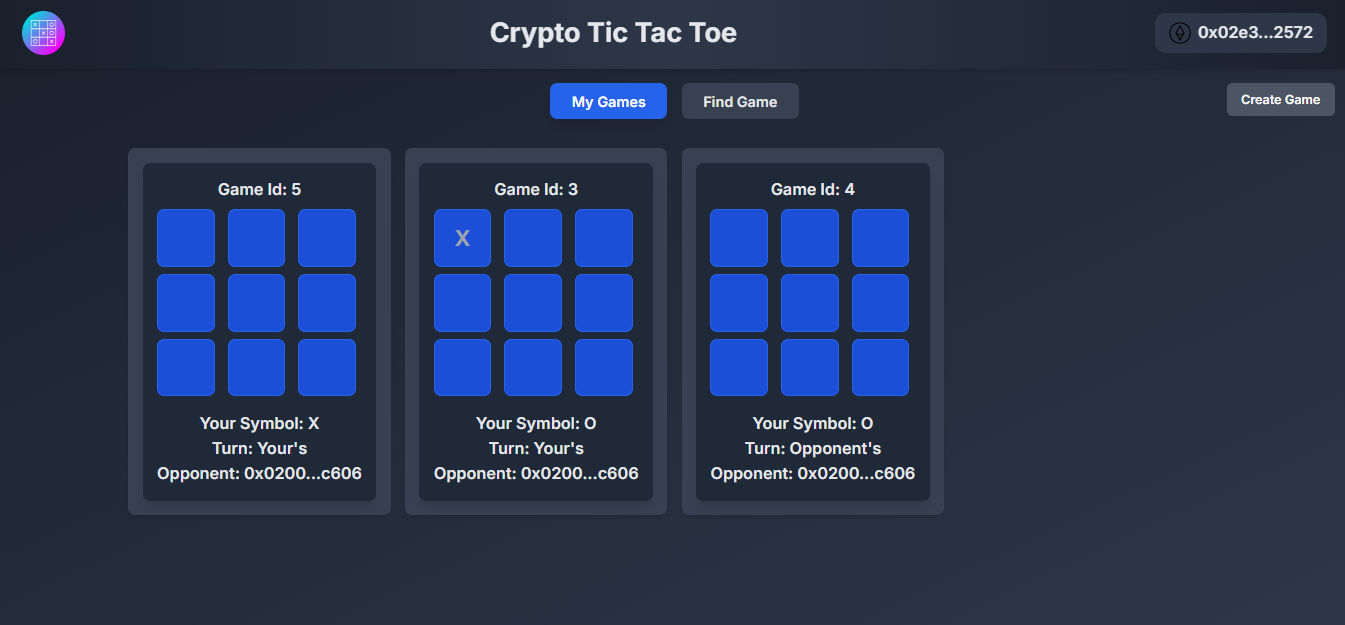 Crypto Tic Tac Toe
0x02e3...2572
My Games
Find Game
Create Game
Game Id: 5
Your Symbol: X
Turn: Your's
Opponent: 0x0200...c606
Game Id: 3
X
Your Symbol: O
Turn: Your's
Opponent: 0x0200...c606
Game Id: 4
Your Symbol: O
Turn: Opponent's
Opponent: 0x0200...c606